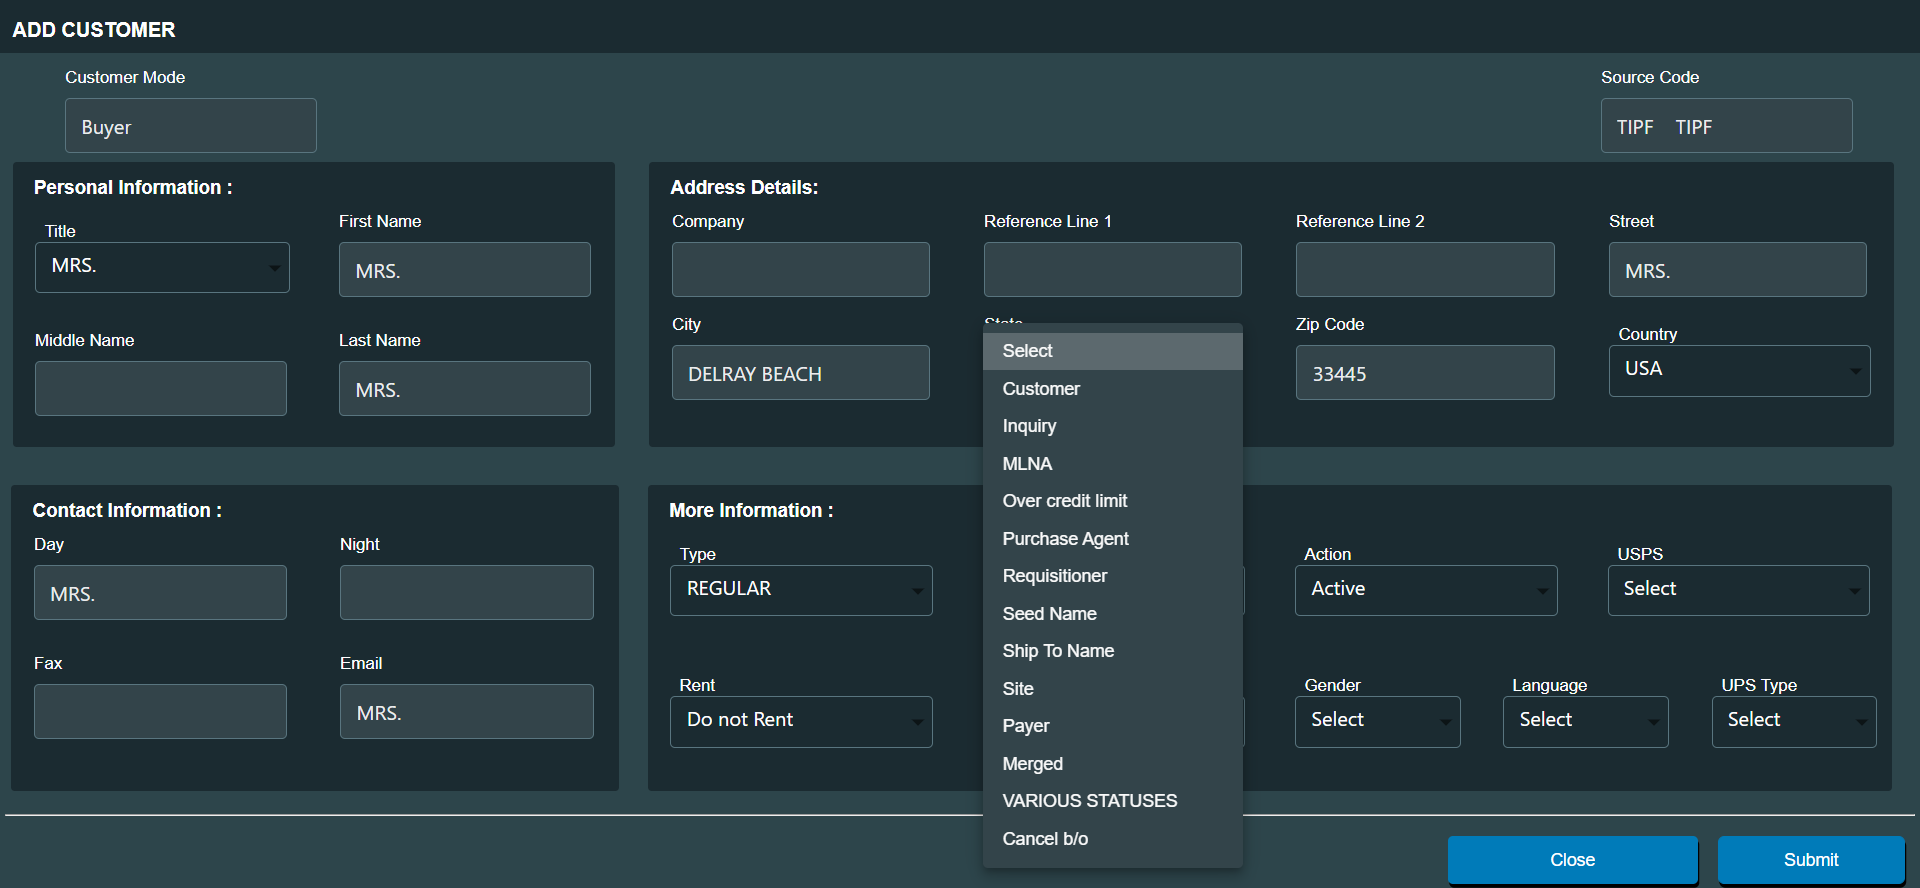 ADD CUSTOMER
Customer Mode
Source Code
Buyer
TIPF TIPF
Personal Information :
Title
MRS.
First Name
MRS.
Middle Name
Last Name
MRS.
Address Details:
Company
Reference Line 1
Reference Line 2
Street
MRS.
City
DELRAY BEACH
State
Zip Code
33445
Country
USA
Select
Customer
Inquiry
MLNA
Over credit limit
Purchase Agent
Requisitioner
Seed Name
Ship To Name
Site
Payer
Merged
VARIOUS STATUSES
Cancel b/o
Contact Information :
Day
MRS.
Night
Fax
Email
MRS.
More Information :
Type
REGULAR
Action
Active
USPS
Select
Rent
Do not Rent
Gender
Select
Language
Select
UPS Type
Select
Close
Submit